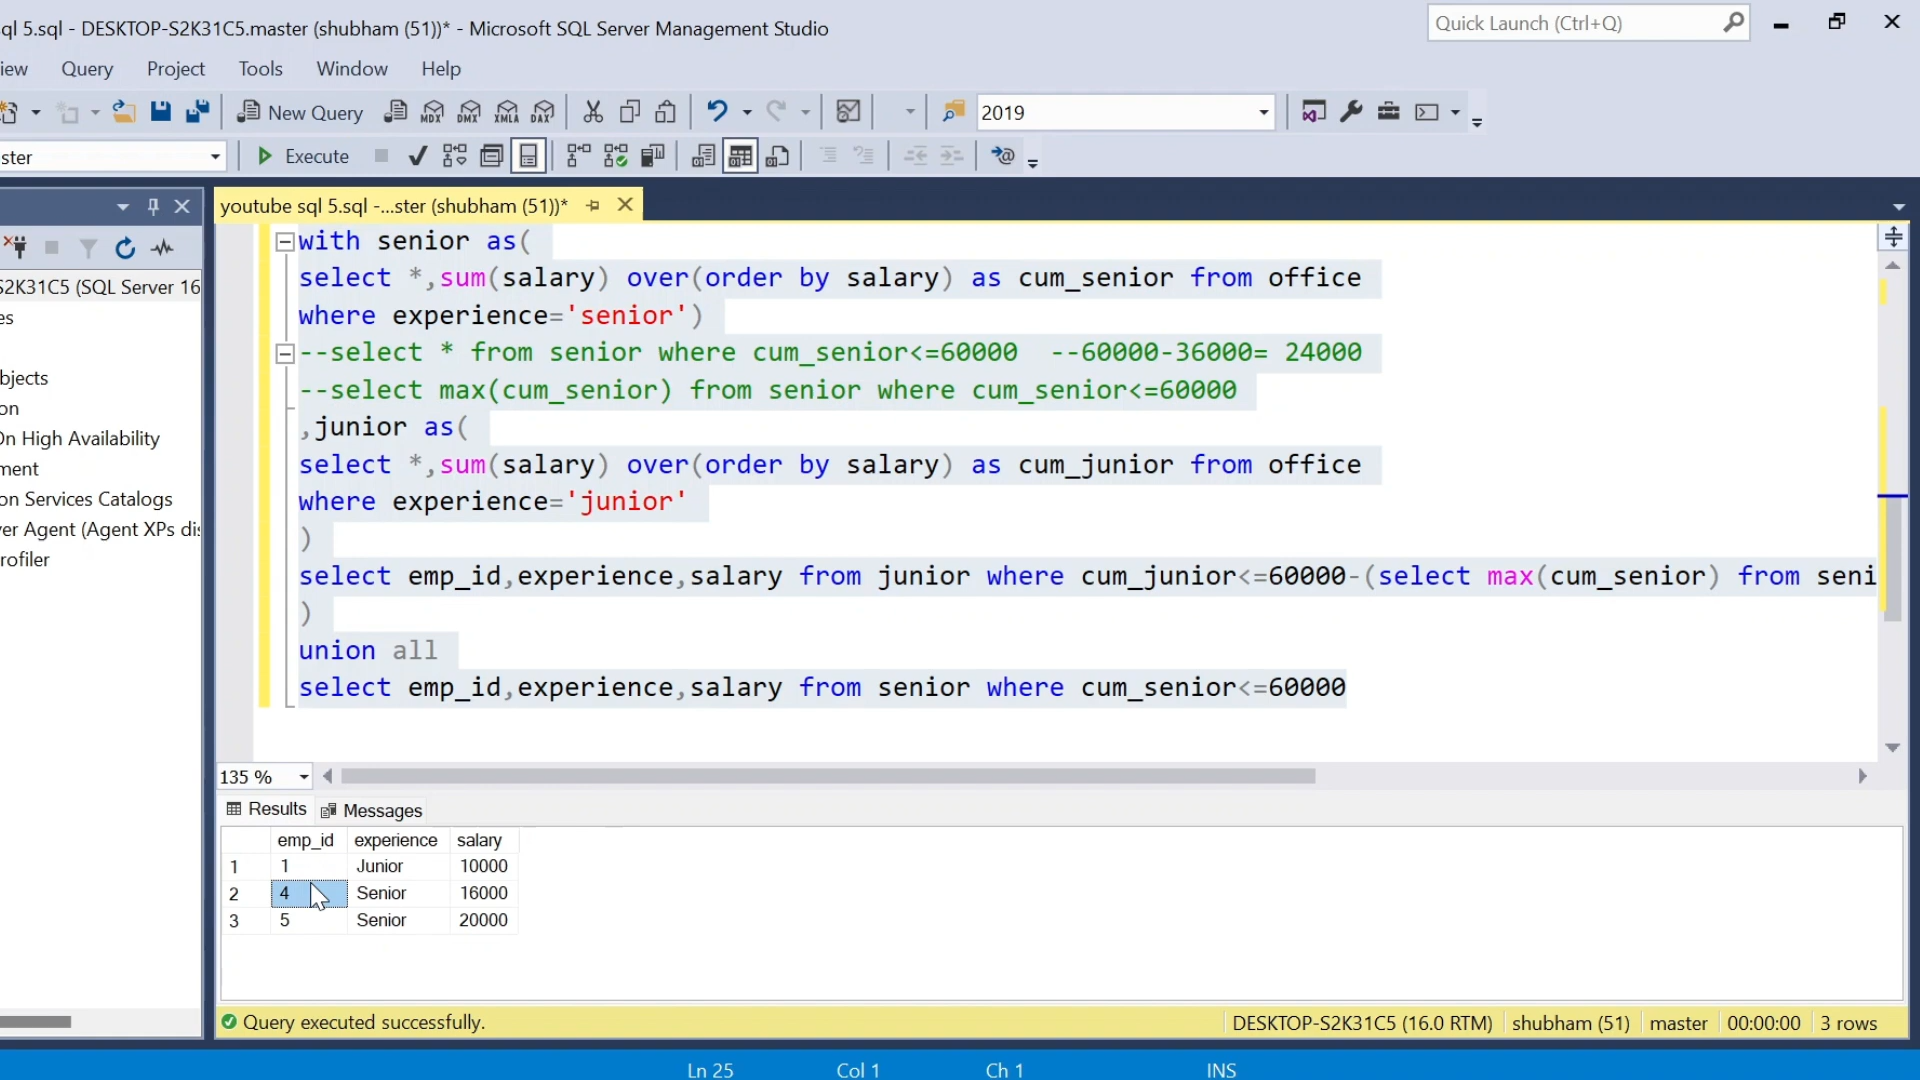 ql 5.sql - DESKTOP-S2K31C5.master (shubham (51))* - Microsoft SQL Server Management Studio
Quick Launch (Ctrl+Q)
iew Query Project Tools Window Help
New Query MDX DMX XMLA DAX 2019
ster Execute
youtube sql 5.sql -...ster (shubham (51))*
S2K31C5 (SQL Server 16
es
bjects
on
On High Availability
ment
on Services Catalogs
ver Agent (Agent XPs dis
rofiler
with senior as(
select *,sum(salary) over(order by salary) as cum_senior from office
where experience='senior')
--select * from senior where cum_senior<=60000  --60000-36000= 24000
--select max(cum_senior) from senior where cum_senior<=60000
,junior as(
select *,sum(salary) over(order by salary) as cum_junior from office
where experience='junior'
)
select emp_id,experience,salary from junior where cum_junior<=60000-(select max(cum_senior) from seni
)
union all
select emp_id,experience,salary from senior where cum_senior<=60000
135 %
Results Messages
emp_id experience salary
1 1 Junior 10000
2 4 Senior 16000
3 5 Senior 20000
Query executed successfully. DESKTOP-S2K31C5 (16.0 RTM) shubham (51) master 00:00:00 3 rows
Ln 25 Col 1 Ch 1 INS